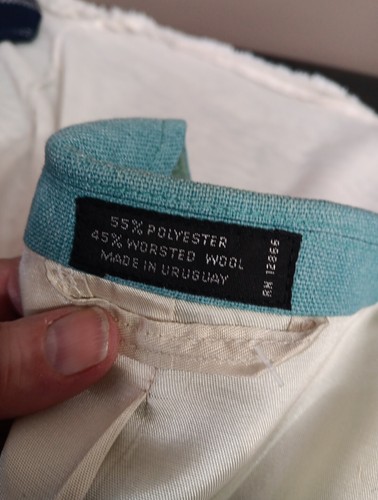 55% POLYESTER
45% WORSTED WOOL
MADE IN URUGUAY
RN 12866